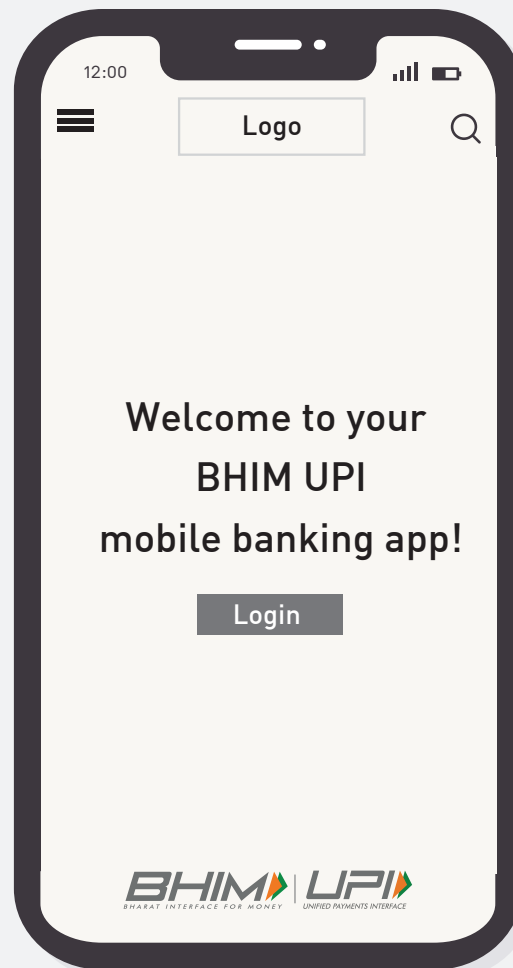 12:00
Logo
Welcome to your
BHIM UPI
mobile banking app!
Login
BHIM UPI
BHARAT INTERFACE FOR MONEY UNIFIED PAYMENTS INTERFACE